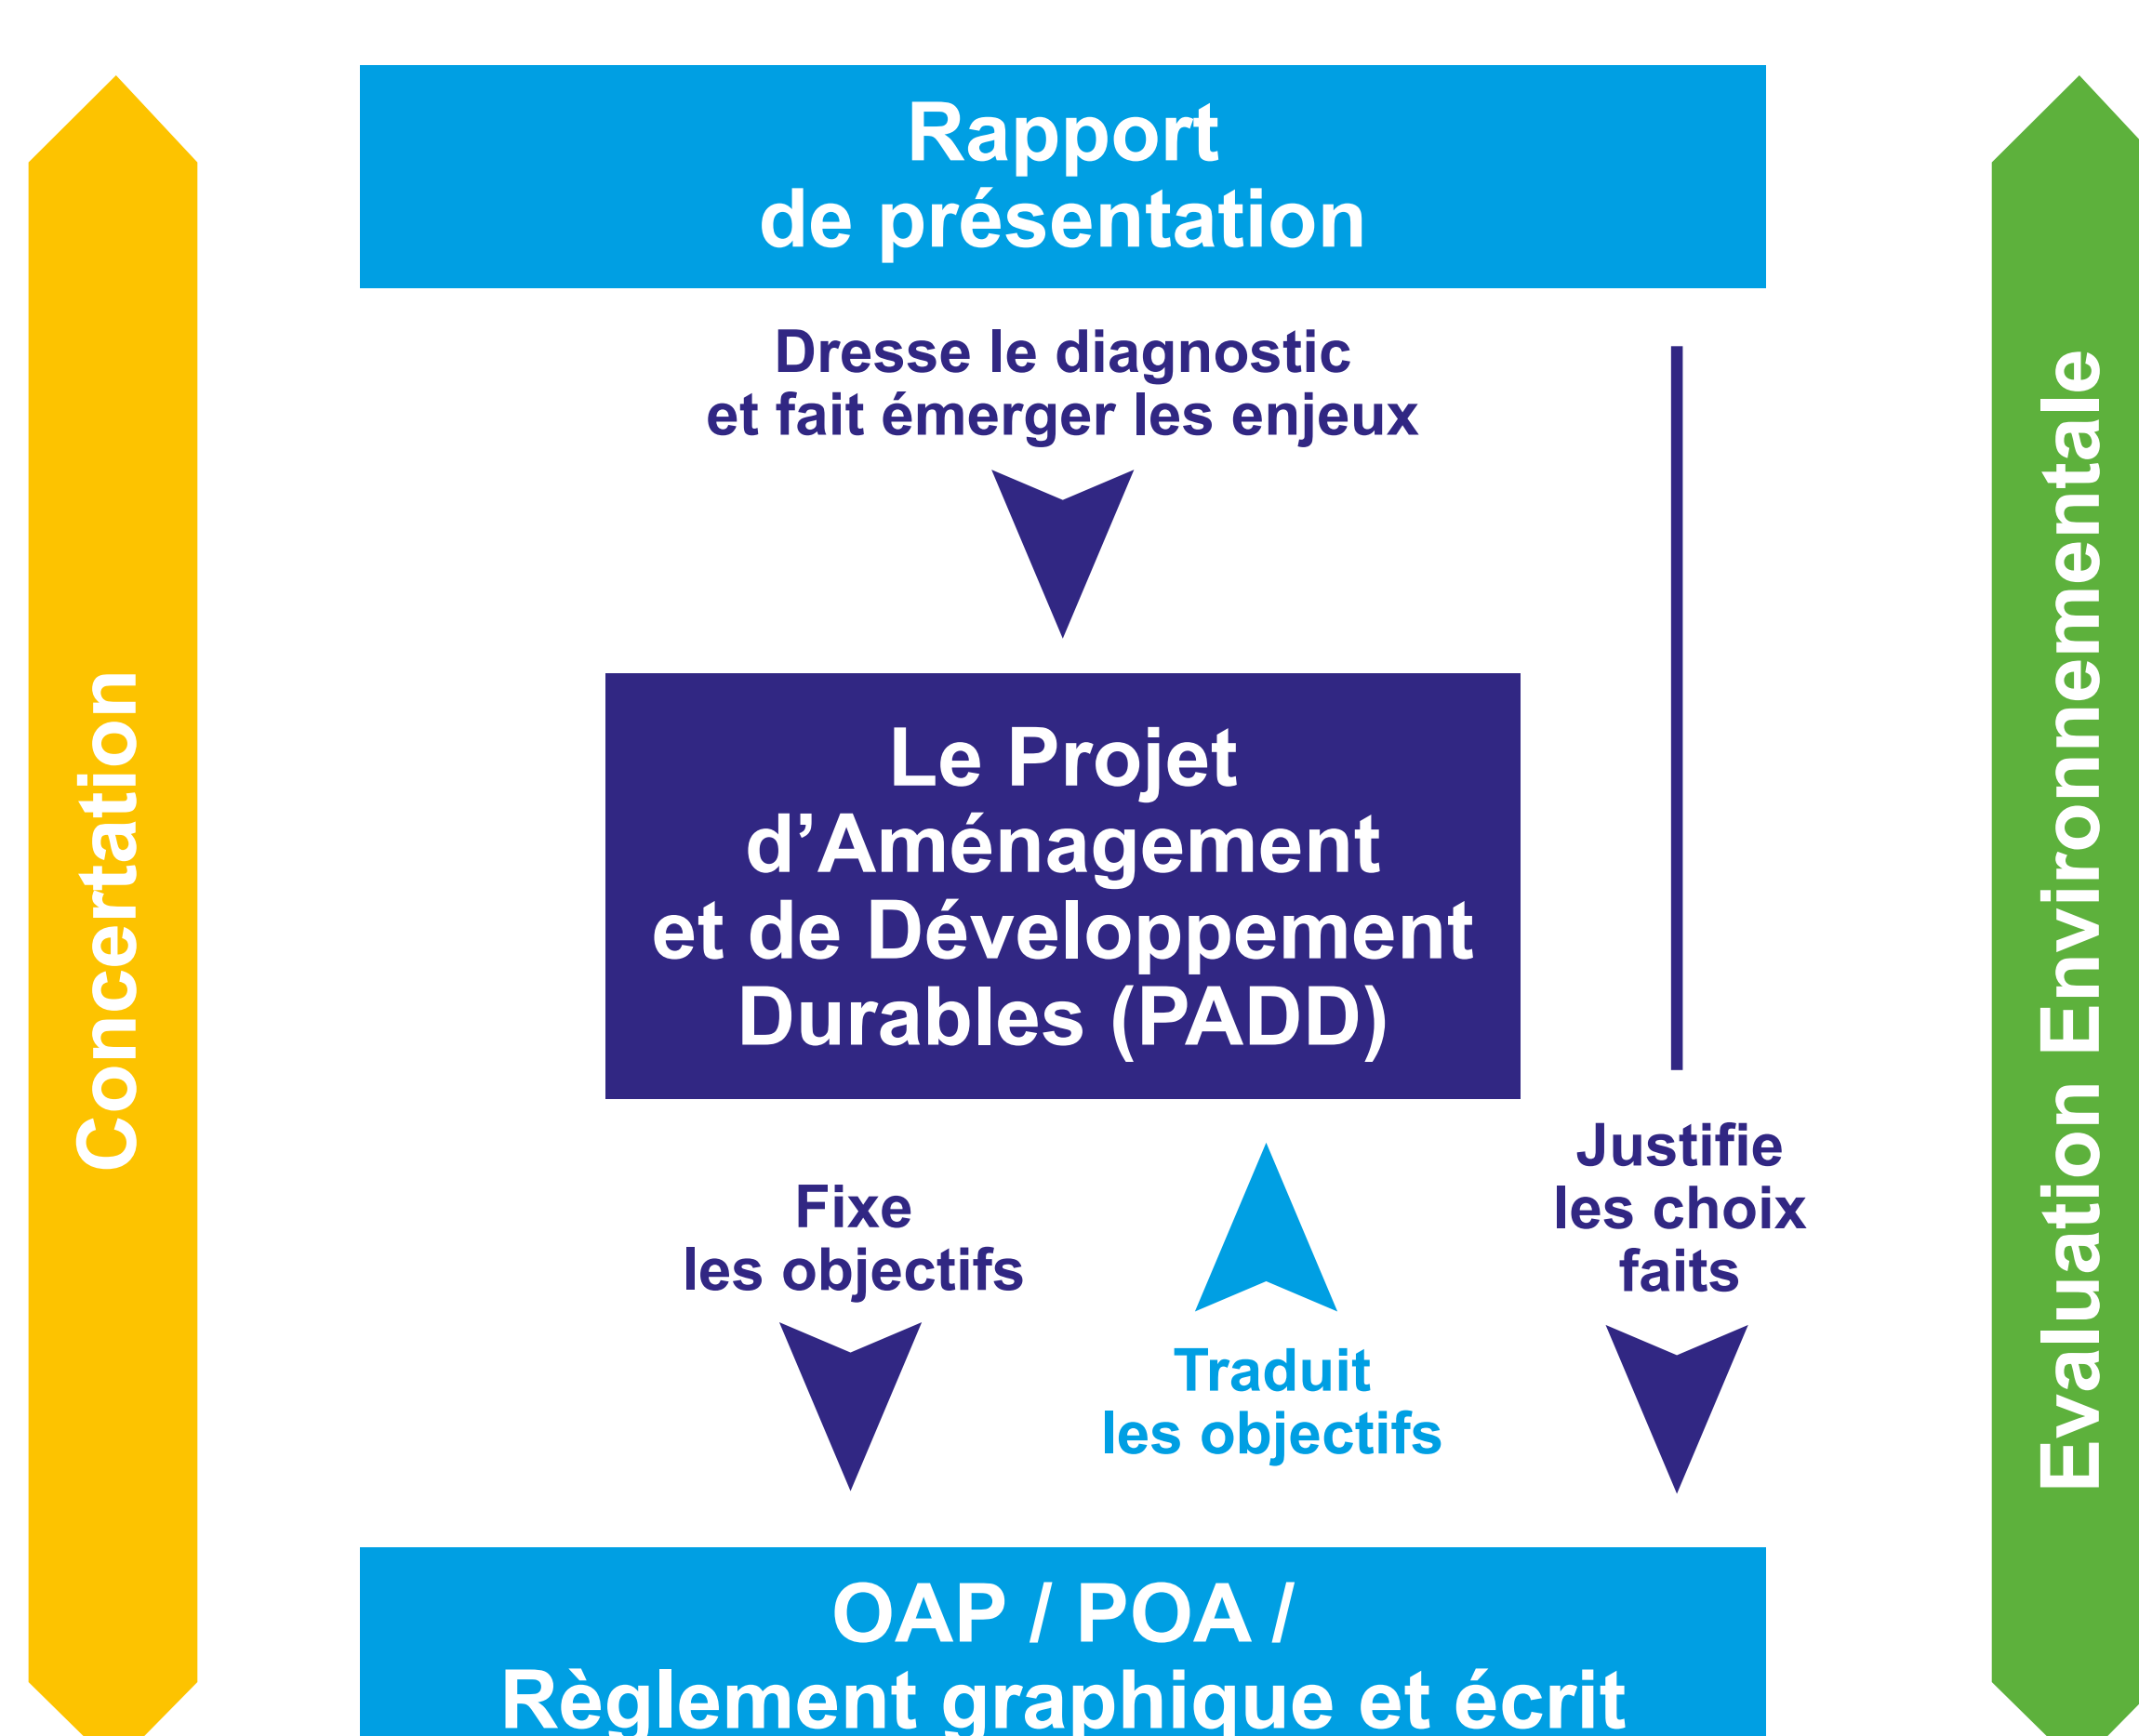 Rapport
de présentation
Dresse le diagnostic
et fait émerger les enjeux
Le Projet
d’Aménagement
et de Développement
Durables (PADD)
Fixe
les objectifs
Traduit
les objectifs
Justifie
les choix
faits
OAP / POA /
Règlement graphique et écrit
Concertation
Evaluation Environnementale